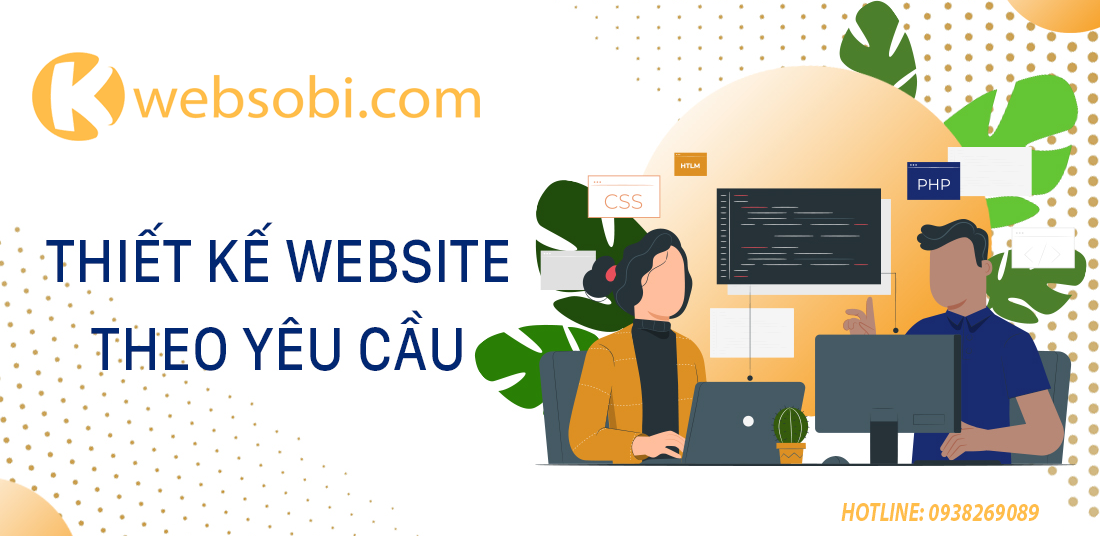 websobi.com
THIẾT KẾ WEBSITE
THEO YÊU CẦU
HTLM
CSS
PHP
</>
HOTLINE: 0938269089